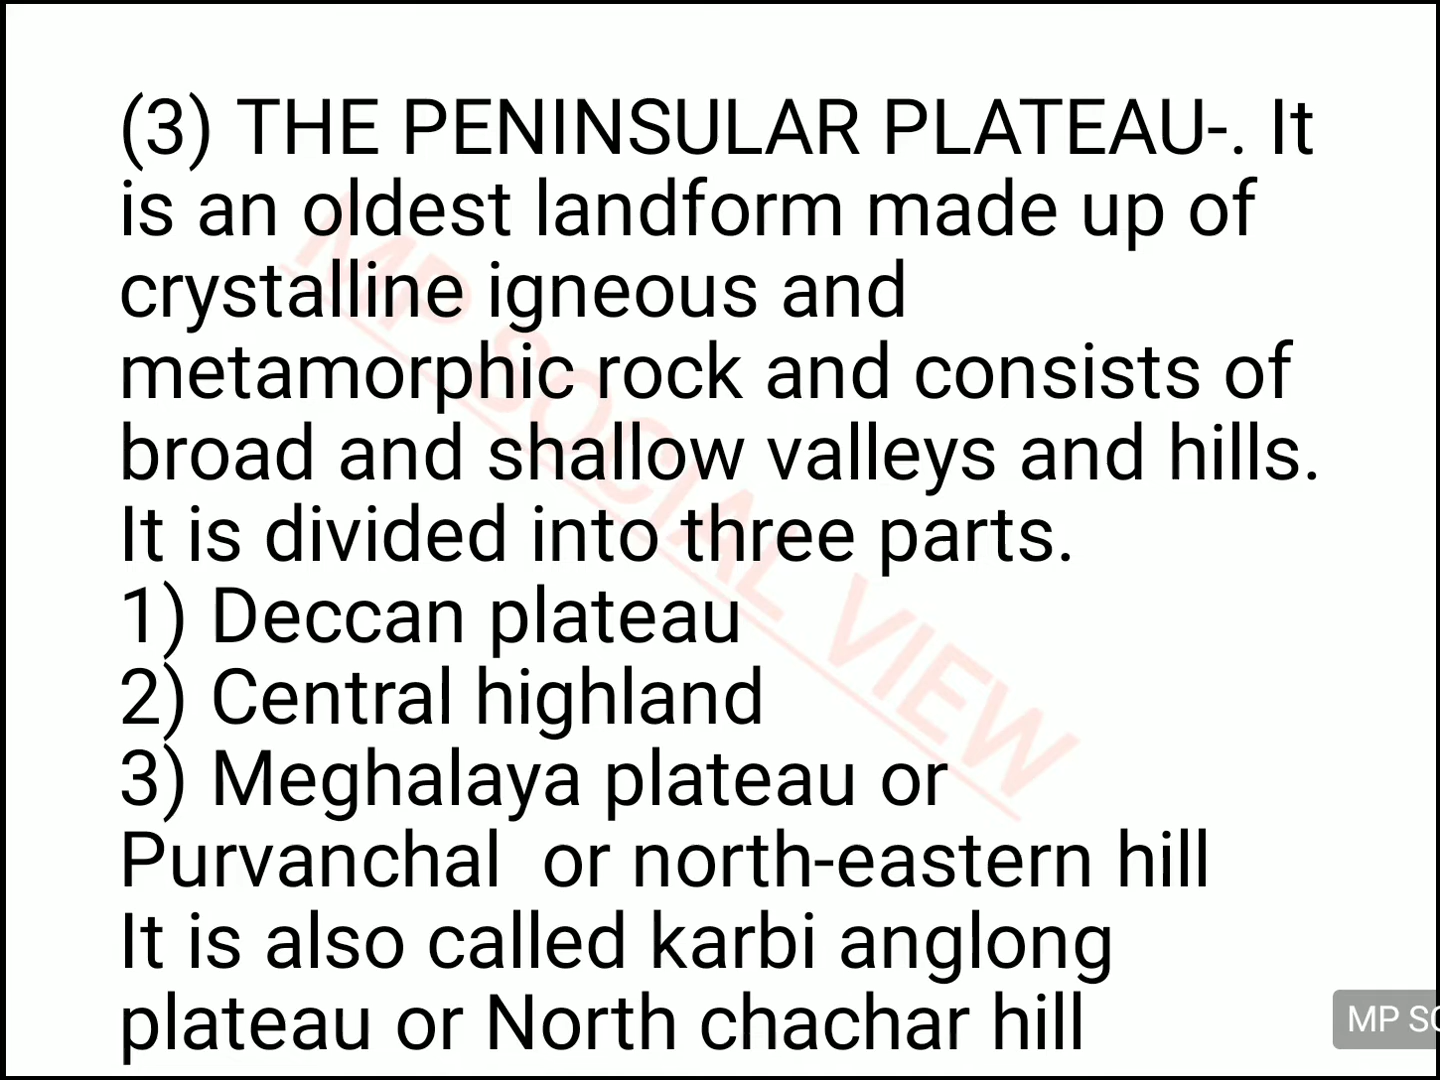 (3) THE PENINSULAR PLATEAU-. It
is an oldest landform made up of
crystalline igneous and
metamorphic rock and consists of
broad and shallow valleys and hills.
It is divided into three parts.
1) Deccan plateau
2) Central highland
3) Meghalaya plateau or
Purvanchal  or north-eastern hill
It is also called karbi anglong
plateau or North chachar hill
MP SOCIAL VIEW
MP SO